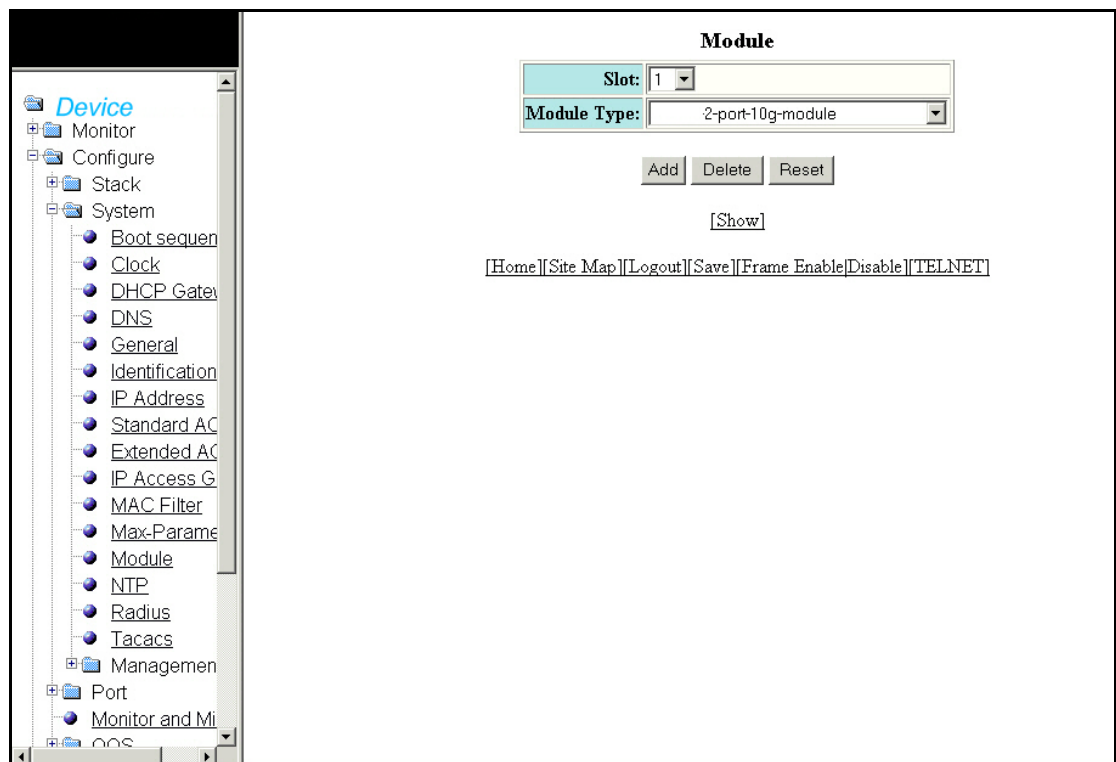 Device
Monitor
Configure
Stack
System
Boot sequen
Clock
DHCP Gatew
DNS
General
Identification
IP Address
Standard AC
Extended AC
IP Access G
MAC Filter
Max-Parame
Module
NTP
Radius
Tacacs
Managemen
Port
Monitor and Mi
QOS
Module
Slot: 1
Module Type: 2-port-10g-module
Add Delete Reset
[Show]
[Home][Site Map][Logout][Save][Frame Enable|Disable][TELNET]